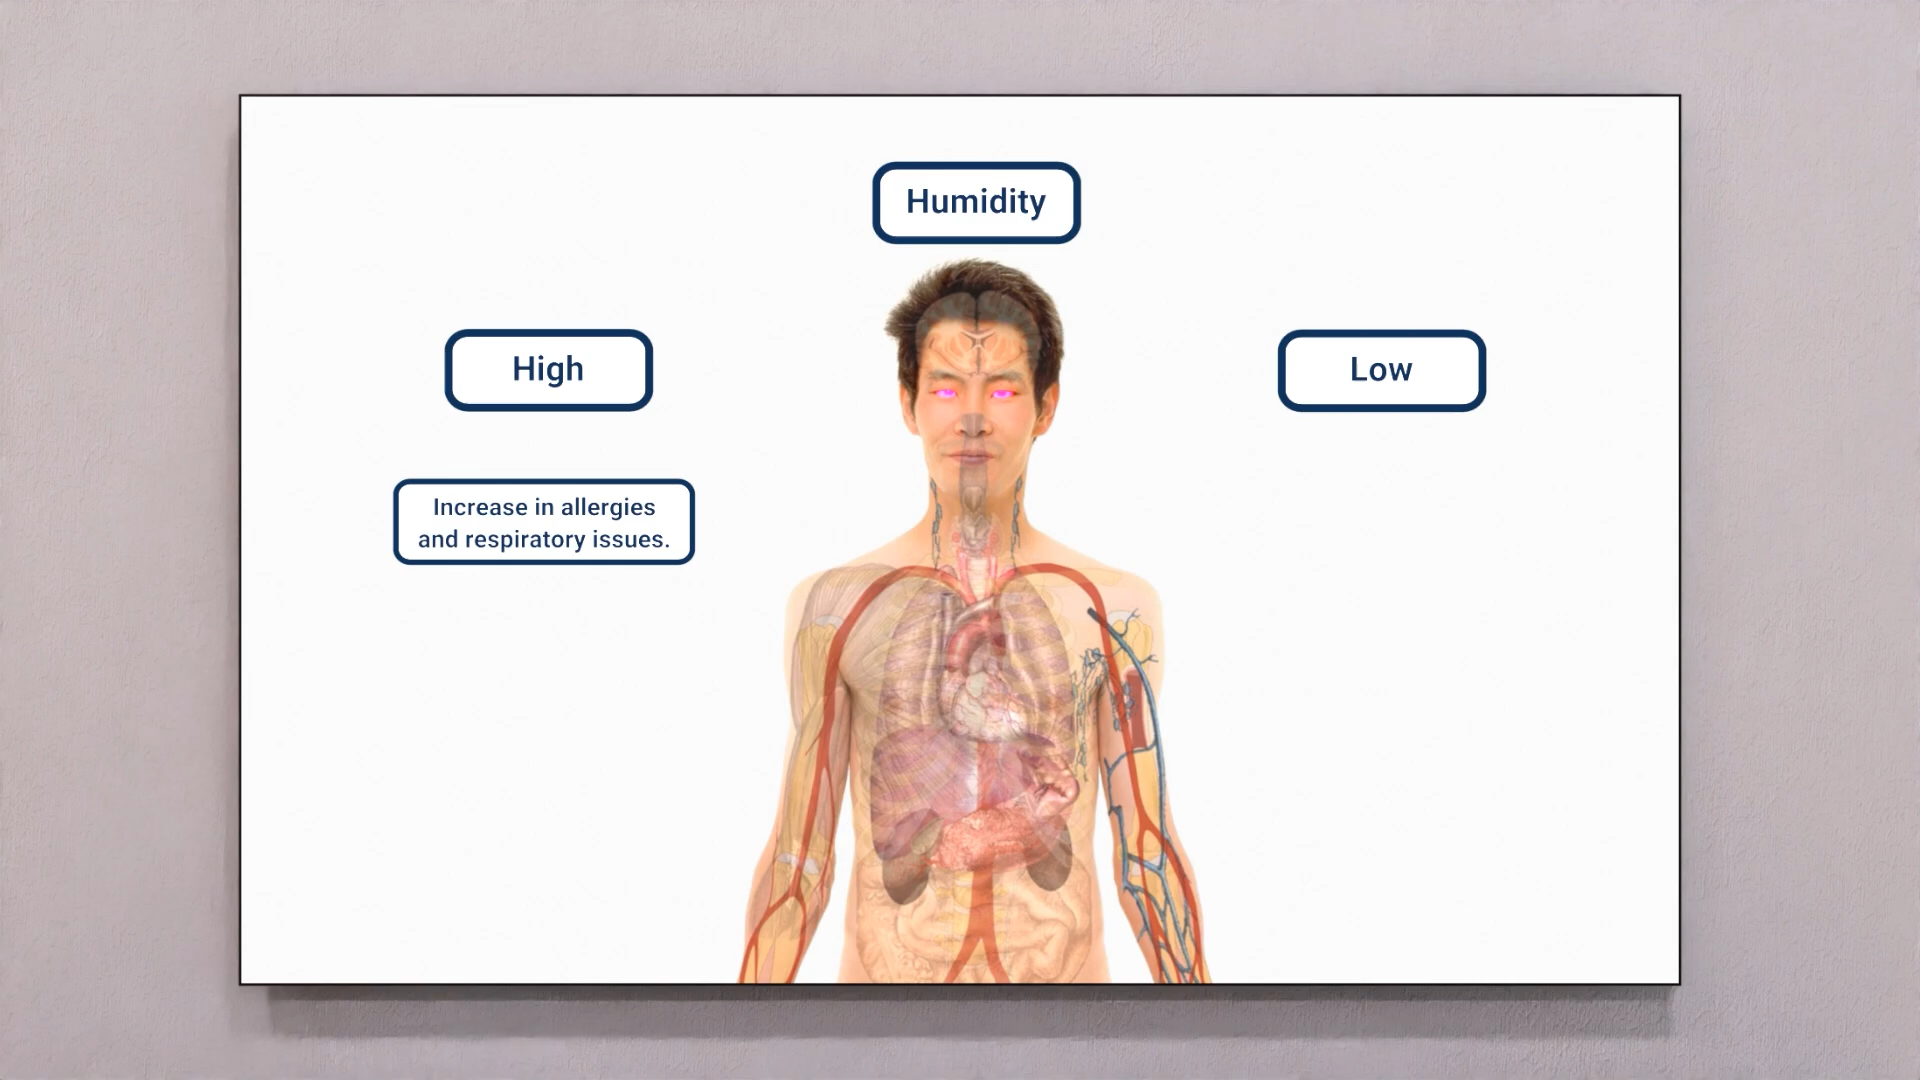 Humidity
High
Low
Increase in allergies
and respiratory issues.